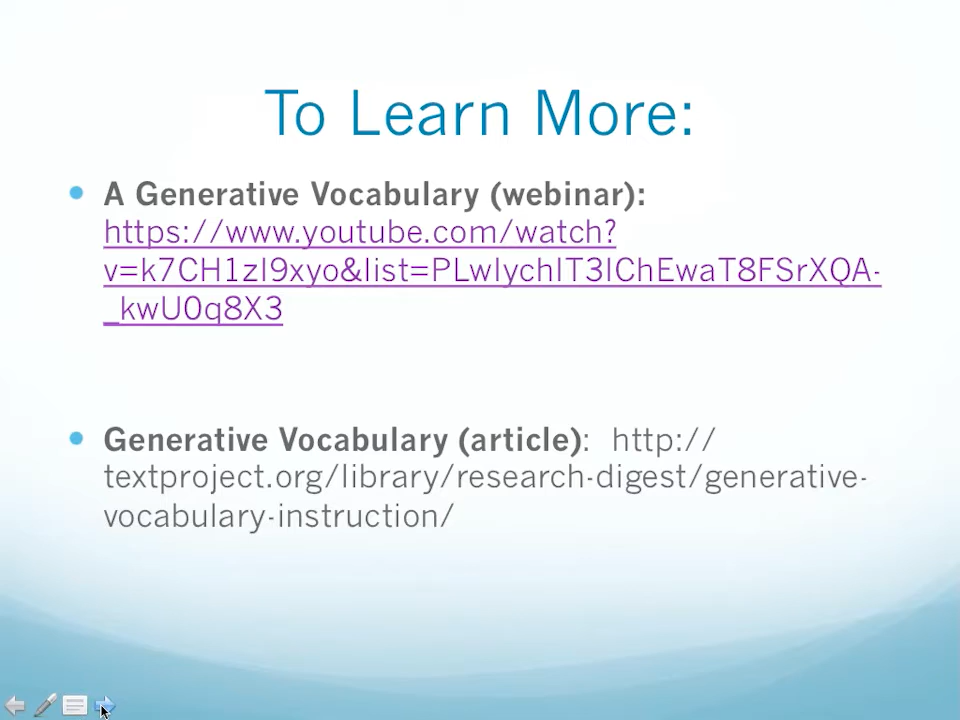 To Learn More:
A Generative Vocabulary (webinar):
https://www.youtube.com/watch?
v=k7CH1zI9xyo&list=PLwIychIT3IChEwaT8FSrXQA-
_kwU0q8X3
Generative Vocabulary (article):  http://
textproject.org/library/research-digest/generative-
vocabulary-instruction/